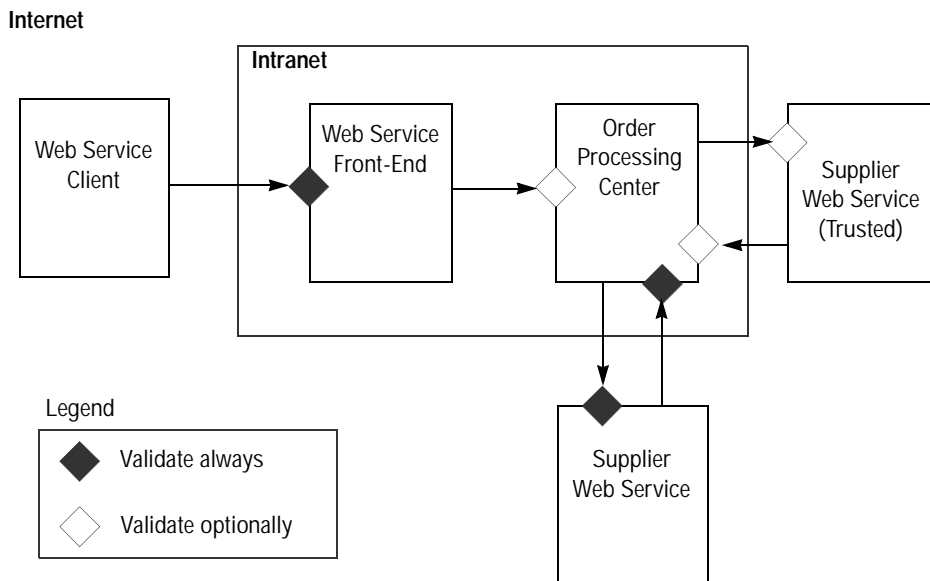 Internet
Intranet
Web Service
Client
Web Service
Front-End
Order
Processing
Center
Supplier
Web Service
(Trusted)
Legend
Validate always
Validate optionally
Supplier
Web Service